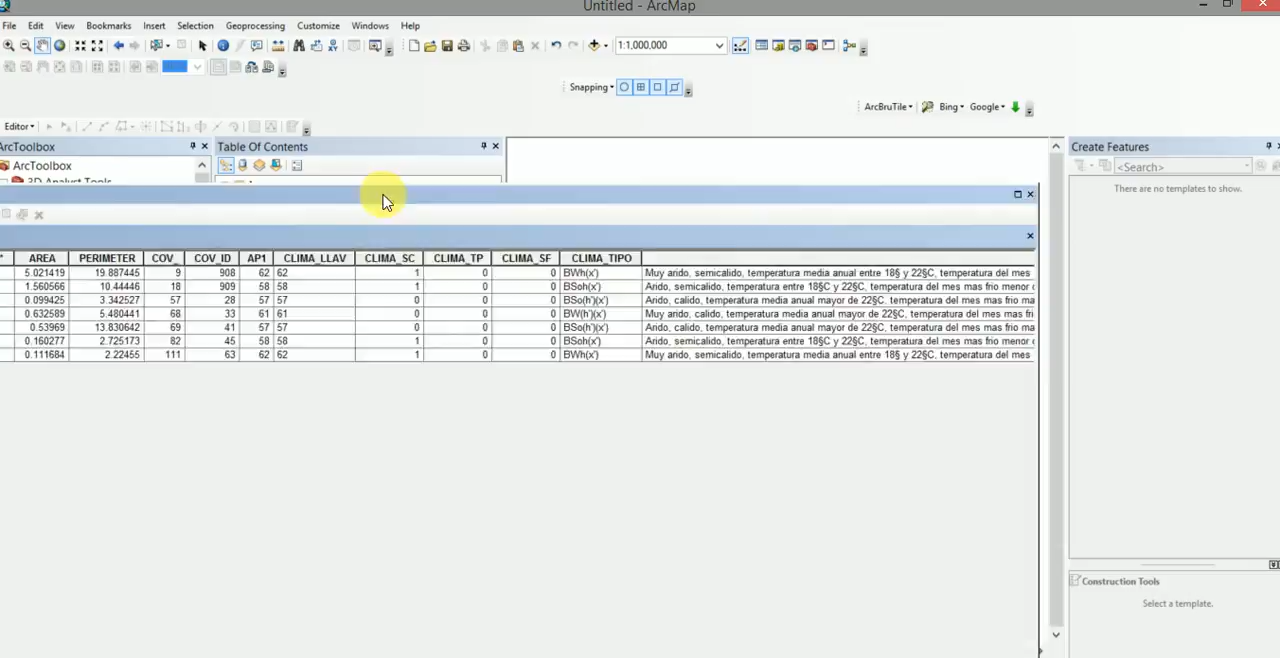 Untitled - ArcMap
File Edit View Bookmarks Insert Selection Geoprocessing Customize Windows Help
1:1,000,000
Snapping
ArcBruTile Bing Google
Editor
ArcToolbox Table Of Contents Create Features
ArcToolbox <Search>
3D Analyst Tools There are no templates to show.
AREA PERIMETER COV_ COV_ID AP1 CLIMA_LLAV CLIMA_SC CLIMA_TP CLIMA_SF CLIMA_TIPO
5.021419 19.887445 9 908 62 62 1 0 0 BWh(x') Muy arido, semicalido, temperatura media anual entre 18§ y 22§C, temperatura del mes
1.560566 10.44446 18 909 58 58 1 0 0 BSoh(x') Arido, semicalido, temperatura entre 18§C y 22§C, temperatura del mes mas frio menor
0.099425 3.342527 57 28 57 57 0 0 0 BSo(h')(x') Arido, calido, temperatura media anual mayor de 22§C, temperatura del mes mas frio ma
0.632589 5.480441 68 33 61 61 0 0 0 BW(h')(x') Muy arido, calido, temperatura media anual mayor de 22§C, temperatura del mes mas fri
0.53969 13.830642 69 41 57 57 0 0 0 BSo(h')(x') Arido, calido, temperatura media anual mayor de 22§C, temperatura del mes mas frio ma
0.160277 2.725173 82 45 58 58 1 0 0 BSoh(x') Arido, semicalido, temperatura entre 18§C y 22§C, temperatura del mes mas frio menor
0.111684 2.22455 111 63 62 62 1 0 0 BWh(x') Muy arido, semicalido, temperatura media anual entre 18§ y 22§C, temperatura del mes
Construction Tools
Select a template.